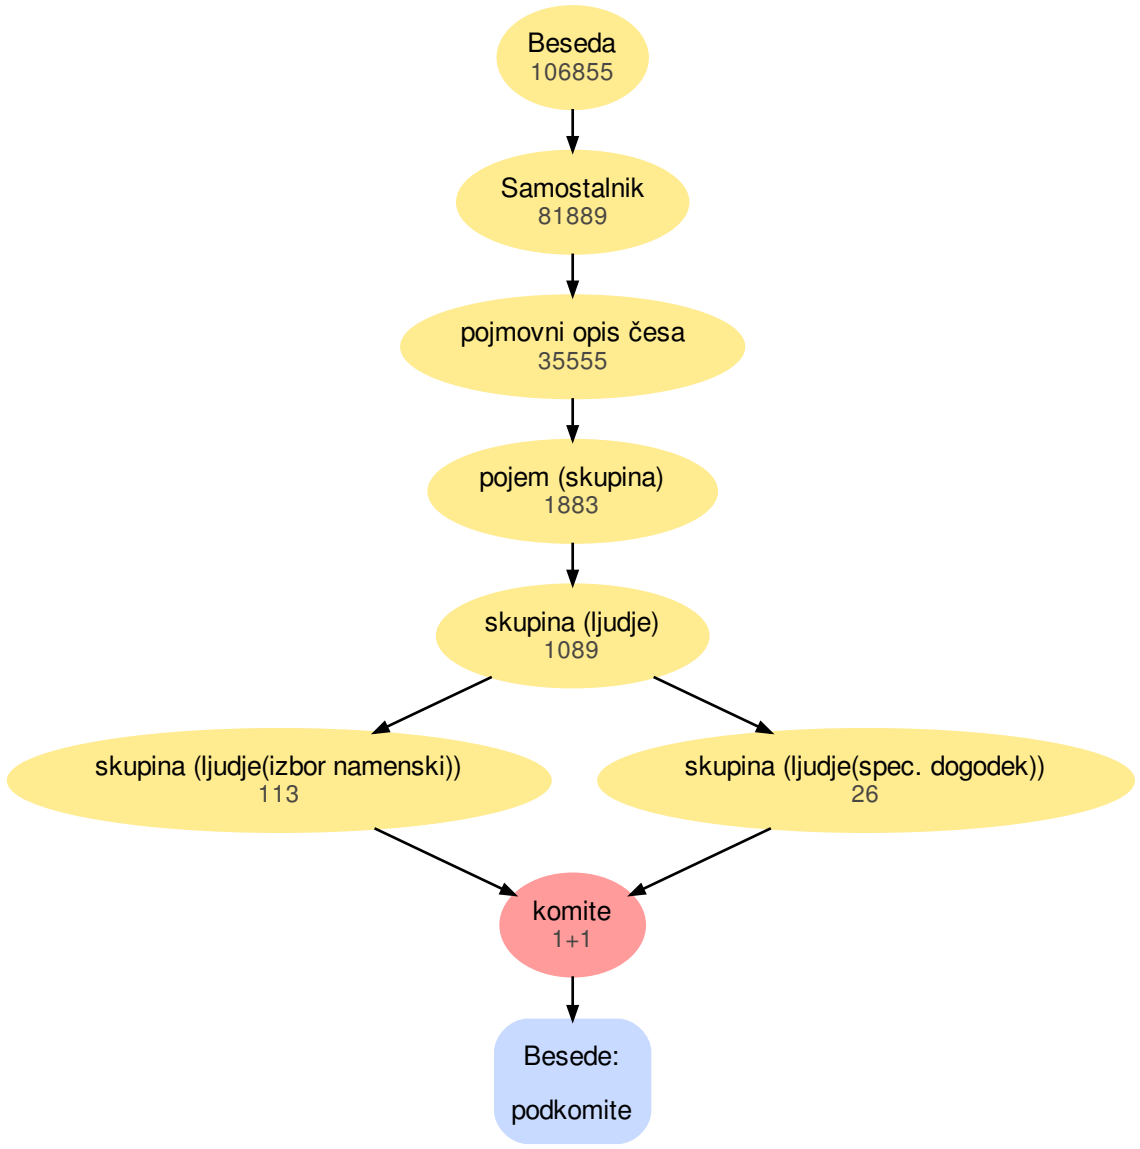 Beseda
106855
Samostalnik
81889
pojmovni opis česa
35555
pojem (skupina)
1883
skupina (ljudje)
1089
skupina (ljudje(izbor namenski))
113
skupina (ljudje(spec. dogodek))
26
komite
1+1
Besede:
podkomite